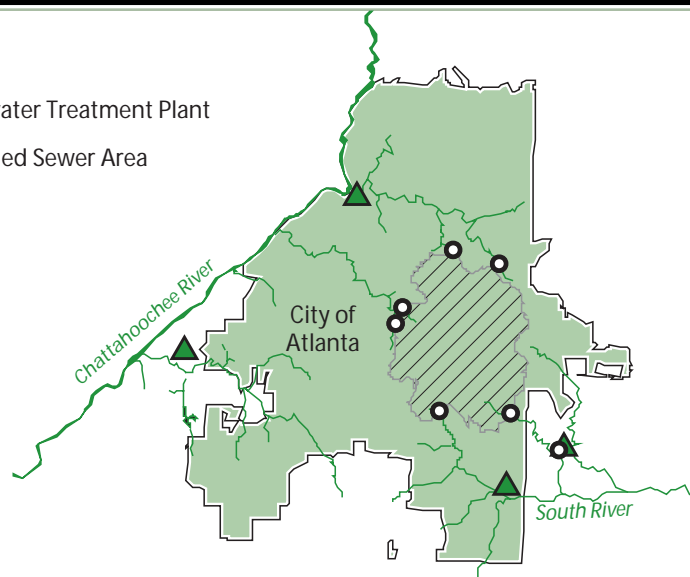 ater Treatment Plant
ed Sewer Area
City of
Atlanta
Chattahoochee River
South River